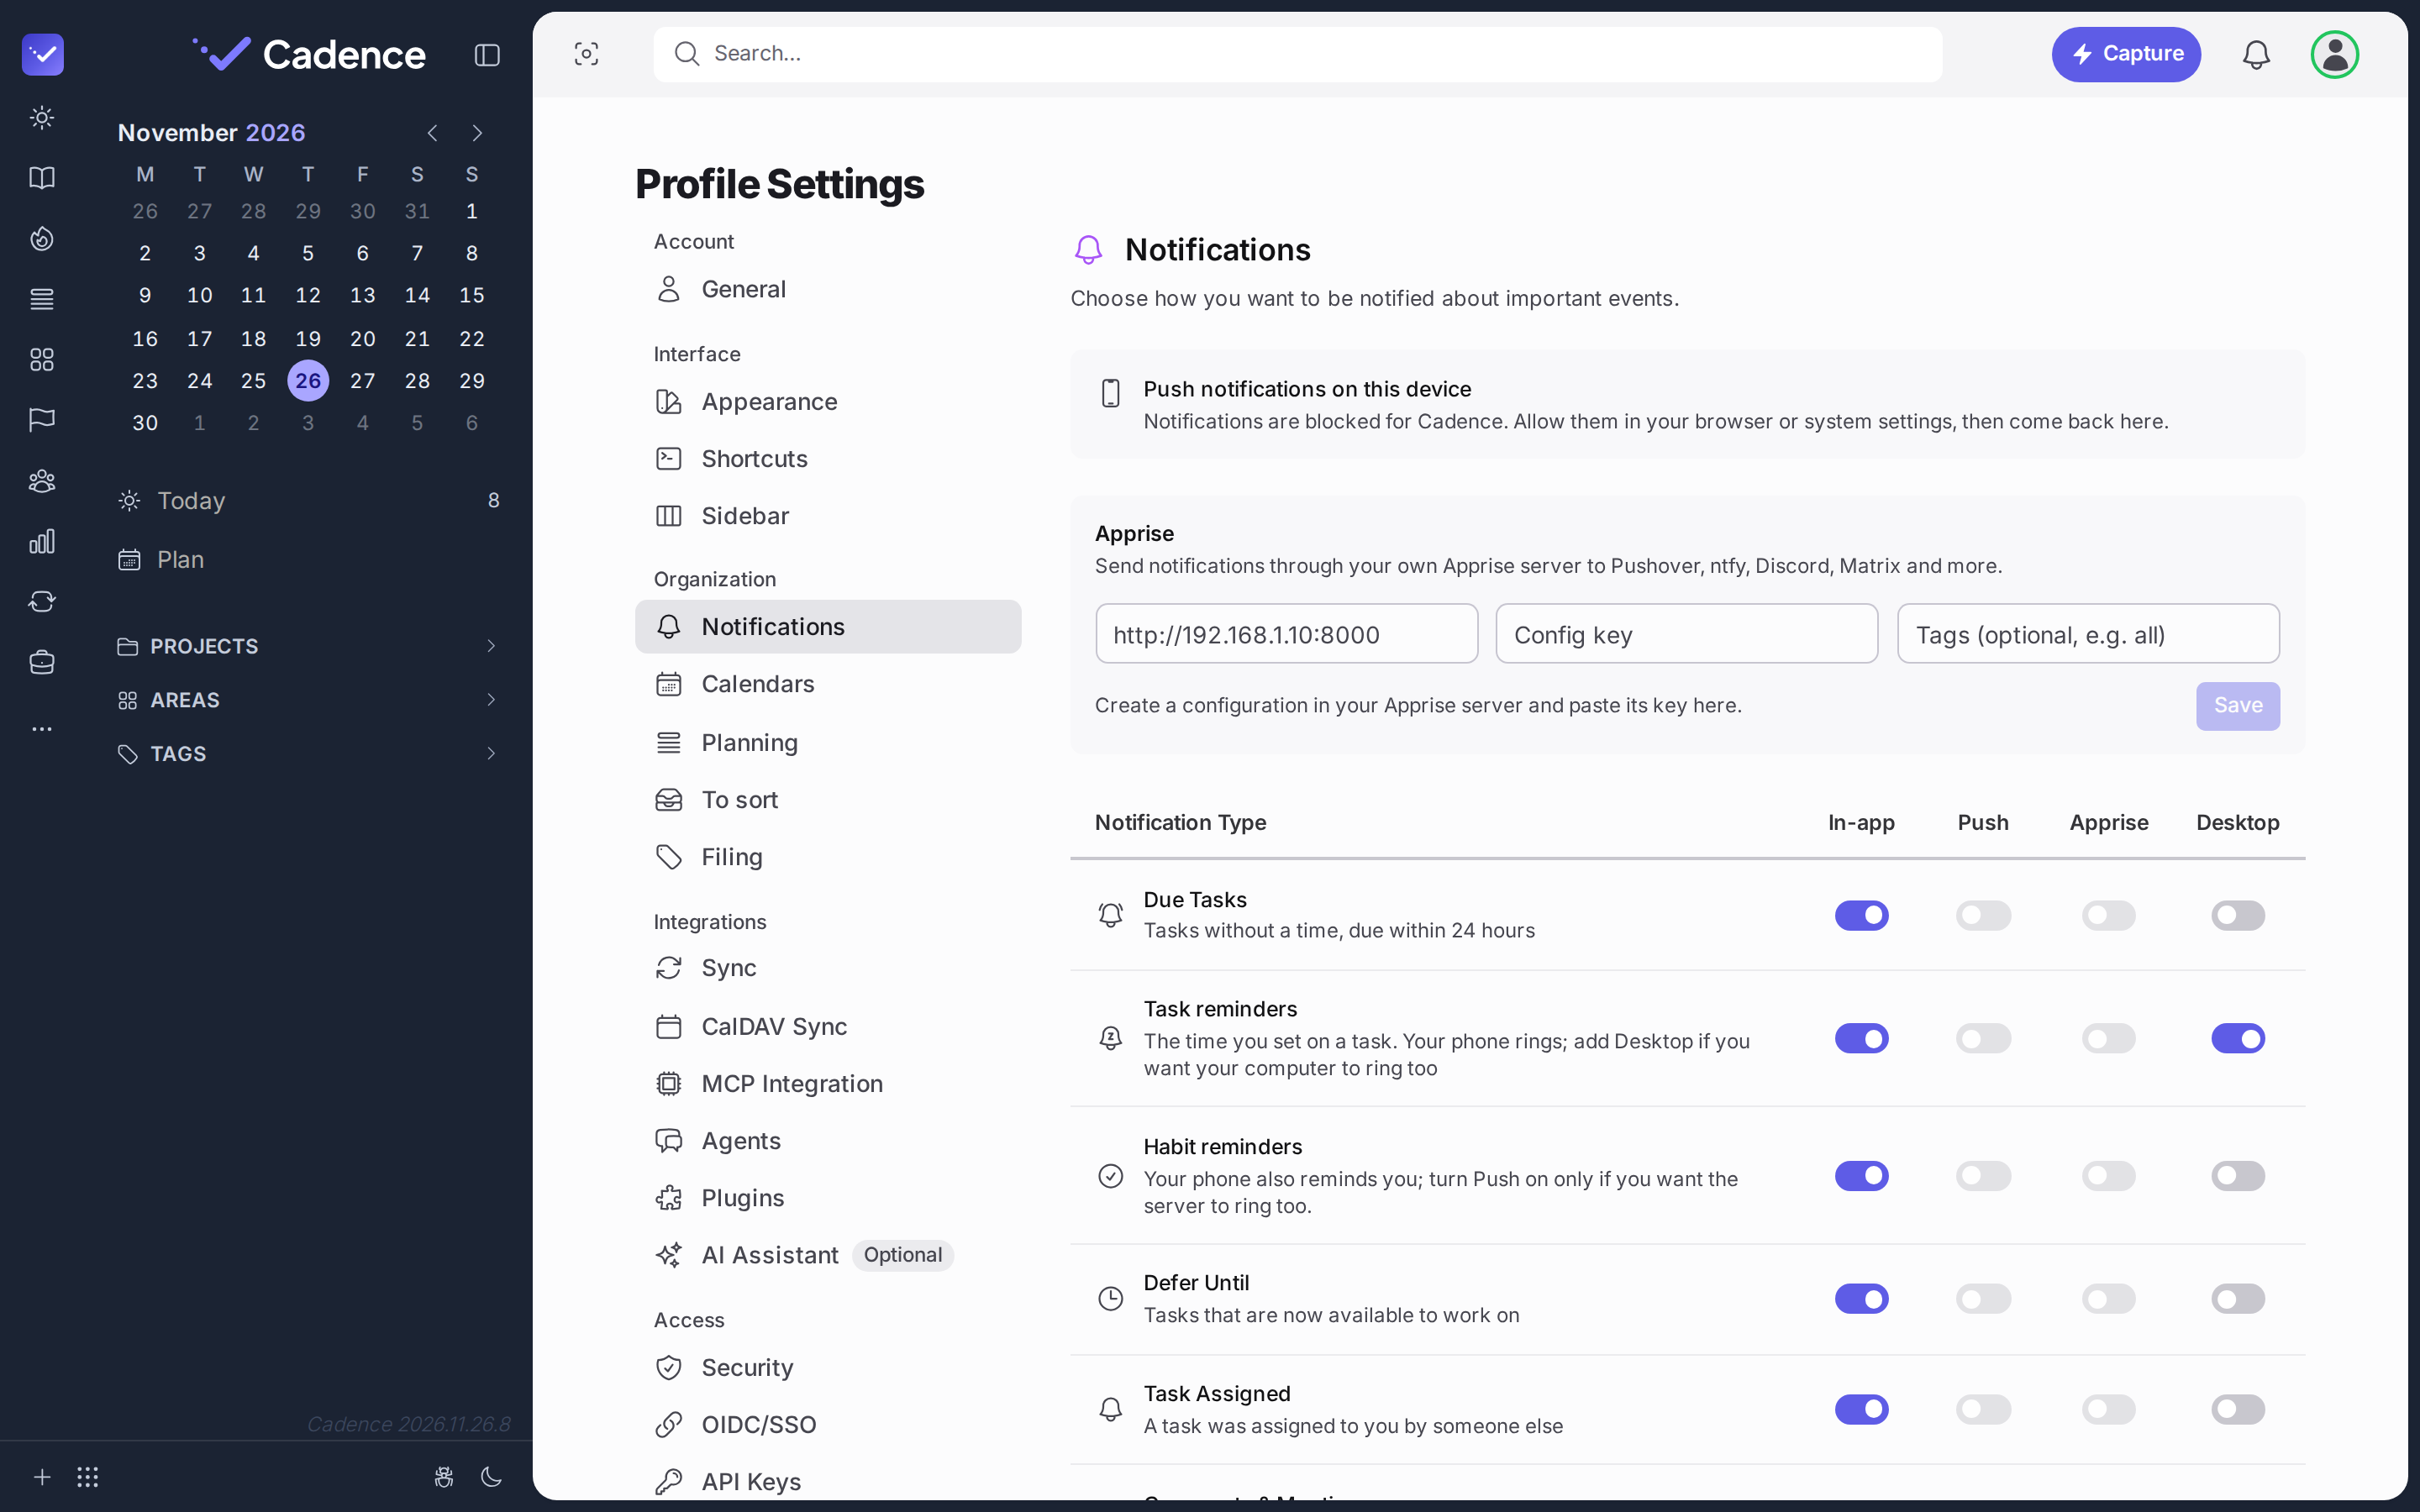 Cadence
November 2026
M T W T F S S
26 27 28 29 30 31 1
2 3 4 5 6 7 8
9 10 11 12 13 14 15
16 17 18 19 20 21 22
23 24 25 26 27 28 29
30 1 2 3 4 5 6
Today 8
Plan
PROJECTS
AREAS
TAGS
Cadence 2026.11.26.8
Search...
Capture
Profile Settings
Account
General
Interface
Appearance
Shortcuts
Sidebar
Organization
Notifications
Calendars
Planning
To sort
Filing
Integrations
Sync
CalDAV Sync
MCP Integration
Agents
Plugins
AI Assistant Optional
Access
Security
OIDC/SSO
API Keys
Notifications
Choose how you want to be notified about important events.
Push notifications on this device
Notifications are blocked for Cadence. Allow them in your browser or system settings, then come back here.
Apprise
Send notifications through your own Apprise server to Pushover, ntfy, Discord, Matrix and more.
http://192.168.1.10:8000 Config key Tags (optional, e.g. all)
Create a configuration in your Apprise server and paste its key here. Save
Notification Type In-app Push Apprise Desktop
Due Tasks
Tasks without a time, due within 24 hours
Task reminders
The time you set on a task. Your phone rings; add Desktop if you
want your computer to ring too
Habit reminders
Your phone also reminds you; turn Push on only if you want the
server to ring too.
Defer Until
Tasks that are now available to work on
Task Assigned
A task was assigned to you by someone else